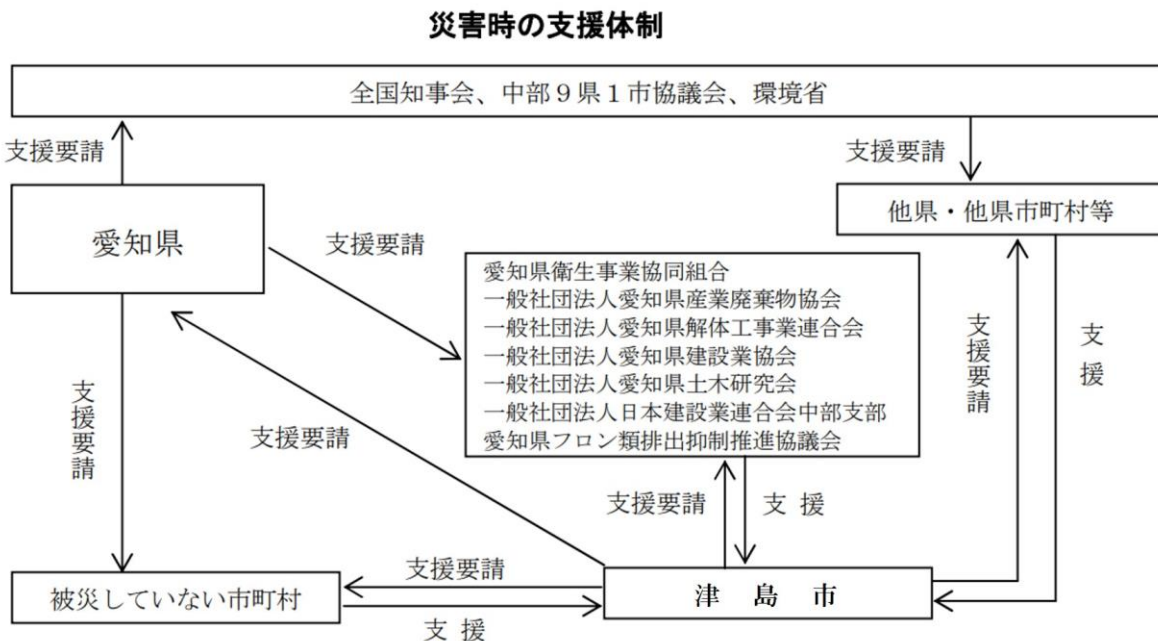 災害時の支援体制
全国知事会、中部９県１市協議会、環境省
支援要請
支援要請
愛知県
他県・他県市町村等
支援要請
愛知県衛生事業協同組合
一般社団法人愛知県産業廃棄物協会
一般社団法人愛知県解体工事業連合会
一般社団法人愛知県建設業協会
一般社団法人愛知県土木研究会
一般社団法人日本建設業連合会中部支部
愛知県フロン類排出抑制推進協議会
支援要請
支援
支援要請
支援要請
支援要請
支 援
支援要請
被災していない市町村
津 島 市
支 援